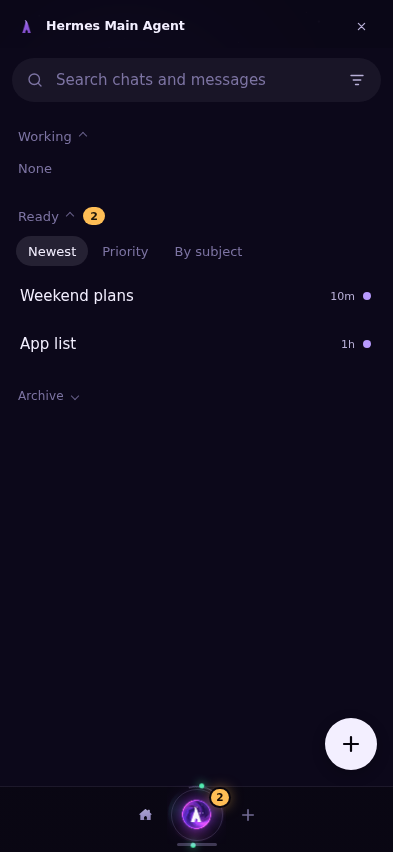 Hermes Main Agent
Search chats and messages
Working
None
Ready 2
Newest Priority By subject
Weekend plans 10m
App list 1h
Archive
2